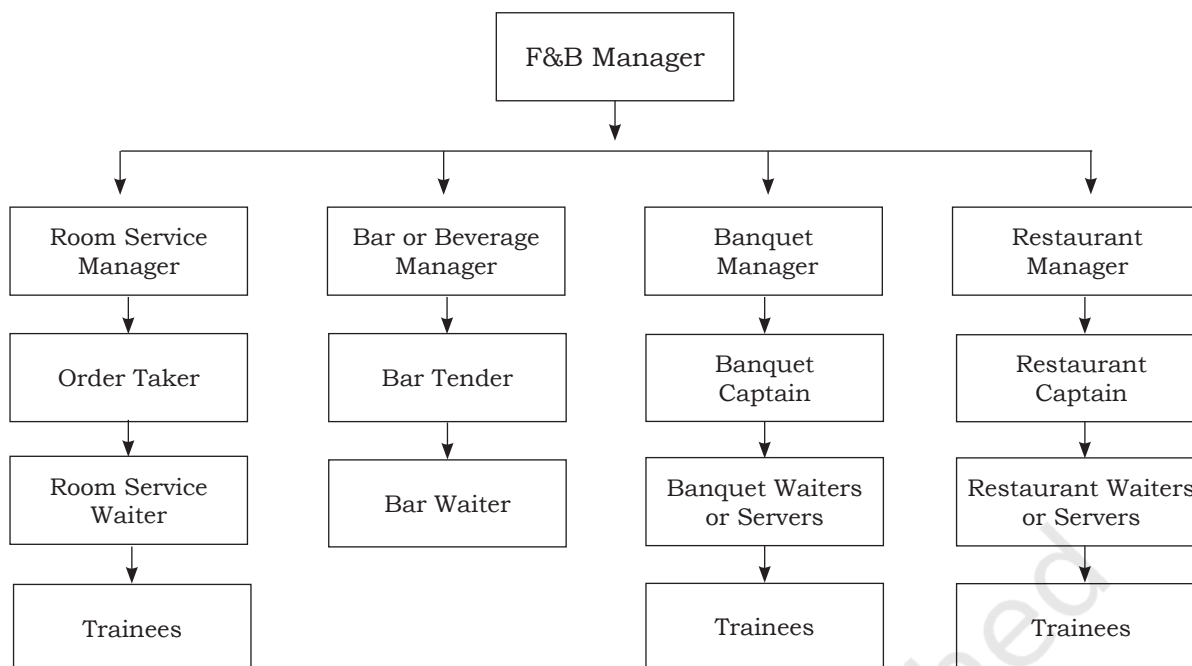 F&B Manager
Room Service
Manager
Bar or Beverage
Manager
Banquet
Manager
Restaurant
Manager
Order Taker
Bar Tender
Banquet
Captain
Restaurant
Captain
Room Service
Waiter
Bar Waiter
Banquet Waiters
or Servers
Restaurant Waiters
or Servers
Trainees
Trainees
Trainees